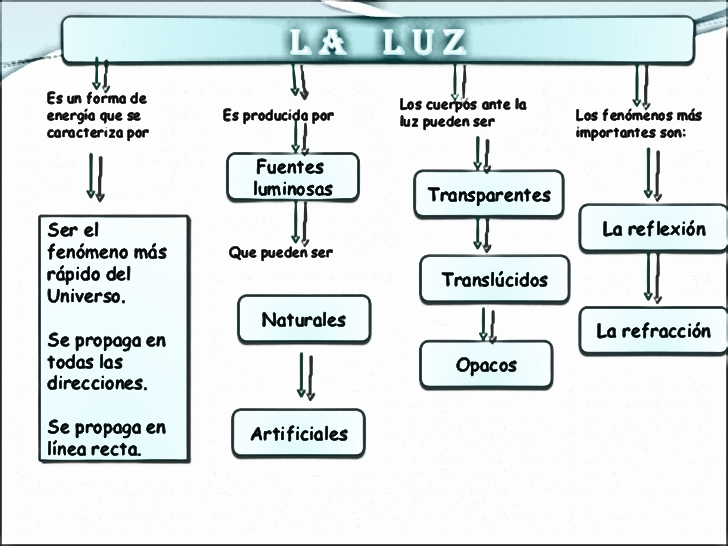 LA LUZ
Es un forma de
energía que se
caracteriza por
Ser el
fenómeno más
rápido del
Universo.
Se propaga en
todas las
direcciones.
Se propaga en
línea recta.
Es producida por
Fuentes
luminosas
Que pueden ser
Naturales
Artificiales
Los cuerpos ante la
luz pueden ser
Transparentes
Translúcidos
Opacos
Los fenómenos más
importantes son:
La reflexión
La refracción